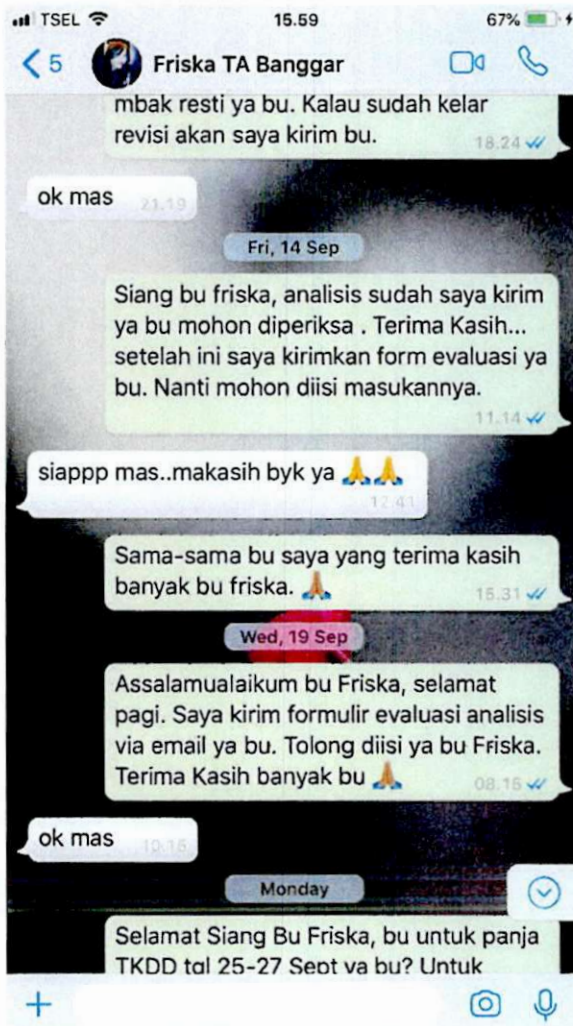 TSEL 15.59 67%
5 Friska TA Banggar
mbak resti ya bu. Kalau sudah kelar
revisi akan saya kirim bu.
18.24
ok mas 21.19
Fri, 14 Sep
Siang bu friska, analisis sudah saya kirim
ya bu mohon diperiksa . Terima Kasih...
setelah ini saya kirimkan form evaluasi ya
bu. Nanti mohon diisi masukannya.
11.14
siappp mas..makasih byk ya 🙏🙏
12.41
Sama-sama bu saya yang terima kasih
banyak bu friska. 🙏 15.31
Wed, 19 Sep
Assalamualaikum bu Friska, selamat
pagi. Saya kirim formulir evaluasi analisis
via email ya bu. Tolong diisi ya bu Friska.
Terima Kasih banyak bu 🙏 08.15
ok mas 10.15
Monday
Selamat Siang Bu Friska, bu untuk panja
TKDD tgl 25-27 Sept ya bu? Untuk